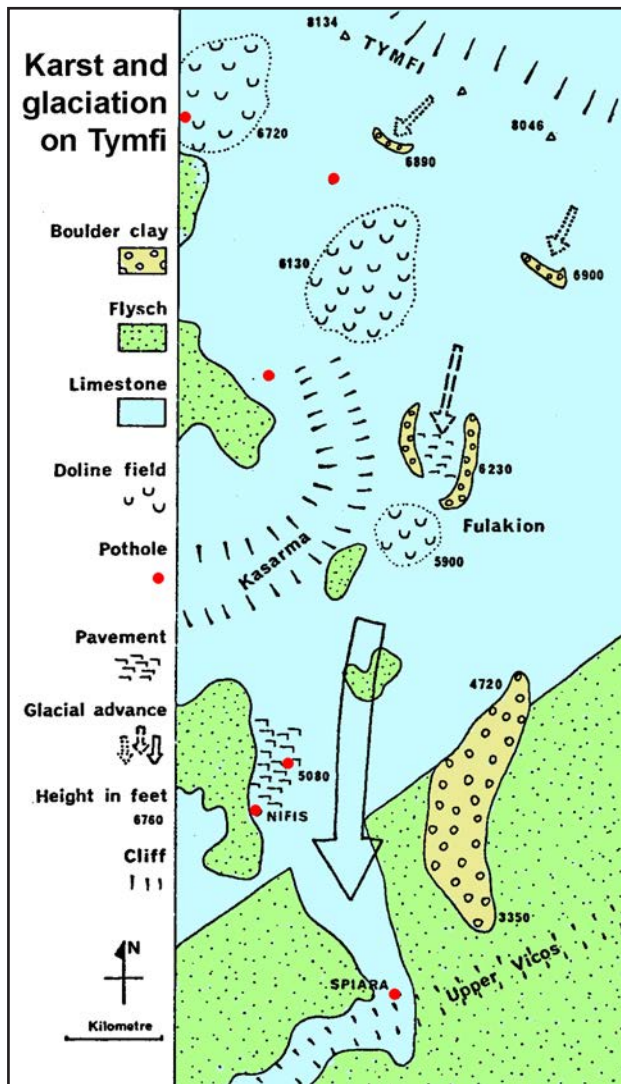 Karst and
glaciation
on Tymfi
Boulder clay
Flysch
Limestone
Doline field
Pothole
Pavement
Glacial advance
Height in feet
6760
Cliff
N
Kilometre
8134
TYMFI
6720
6890
8046
6130
6900
6230
Fulakion
5900
Kasarma
4720
5080
NIFIS
3350
Upper Vicos
SPIARA